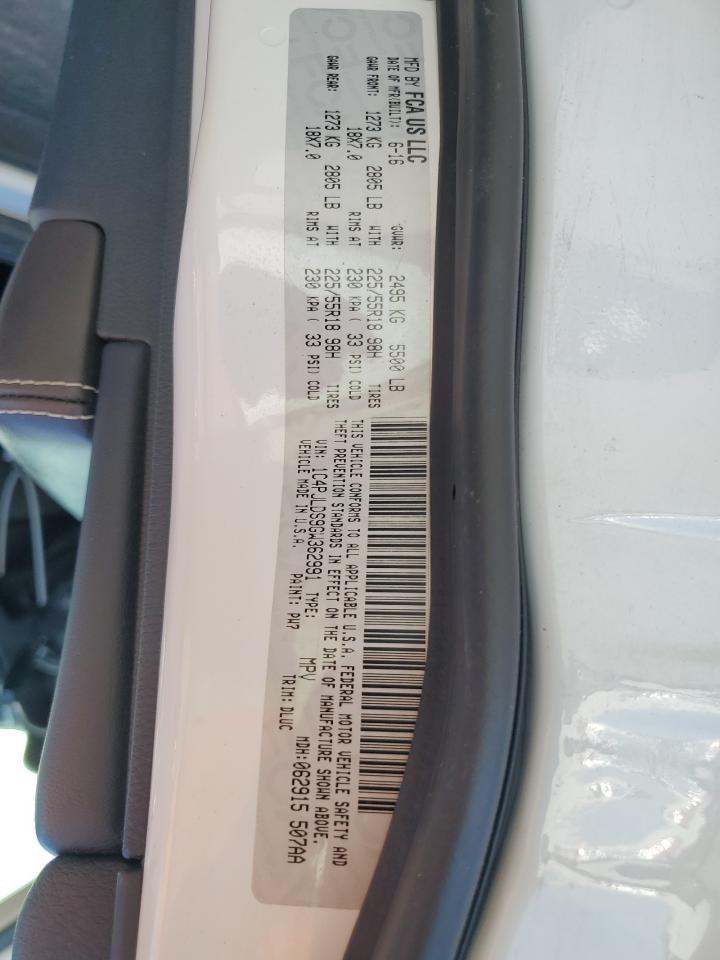 MFD BY FCA US LLC
DATE OF MFR(BUILT): 6-16 GVWR: 2495 KG 5500 LB
GAWR FRONT: 1273 KG 2805 LB WITH 225/55R18 98H TIRES
18X7.0 RIMS AT 230 KPA ( 33 PSI) COLD
GAWR REAR: 1273 KG 2805 LB WITH 225/55R18 98H TIRES
18X7.0 RIMS AT 230 KPA ( 33 PSI) COLD
THIS VEHICLE CONFORMS TO ALL APPLICABLE U.S.A. FEDERAL MOTOR VEHICLE SAFETY AND
THEFT PREVENTION STANDARDS IN EFFECT ON THE DATE OF MANUFACTURE SHOWN ABOVE.
VIN: 1C4PJLDS9GW362991 TYPE: MPV MDH:062915 507AA
VEHICLE MADE IN U.S.A. PAINT: PW7 TRIM: DLUC